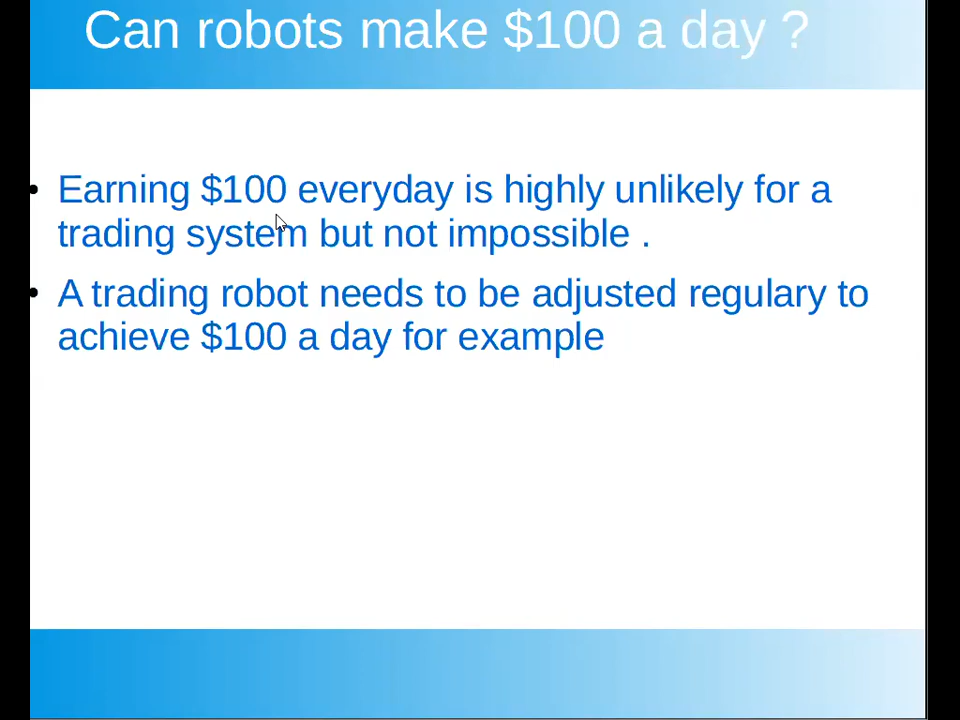 Can robots make $100 a day ?
• Earning $100 everyday is highly unlikely for a
trading system but not impossible .
• A trading robot needs to be adjusted regulary to
achieve $100 a day for example